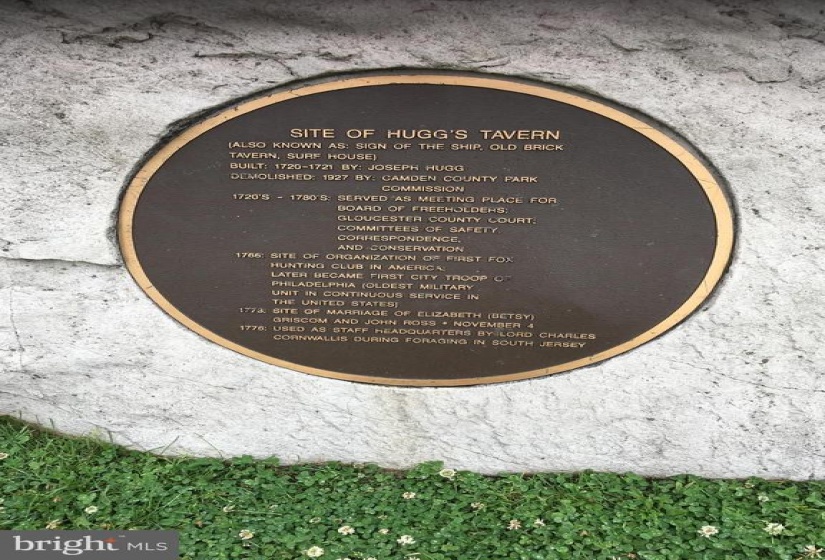 SITE OF HUGG'S TAVERN
(ALSO KNOWN AS: SIGN OF THE SHIP, OLD BRICK
TAVERN, SURF HOUSE)
BUILT: 1720-1721 BY: JOSEPH HUGG
DEMOLISHED: 1927 BY: CAMDEN COUNTY PARK
COMMISSION
1720'S - 1780'S: SERVED AS MEETING PLACE FOR
BOARD OF FREEHOLDERS;
GLOUCESTER COUNTY COURT;
COMMITTEES OF SAFETY,
CORRESPONDENCE,
AND CONSERVATION
1766: SITE OF ORGANIZATION OF FIRST FOX
HUNTING CLUB IN AMERICA;
LATER BECAME FIRST CITY TROOP OF
PHILADELPHIA (OLDEST MILITARY
UNIT IN CONTINUOUS SERVICE IN
THE UNITED STATES)
1773: SITE OF MARRIAGE OF ELIZABETH (BETSY)
GRISCOM AND JOHN ROSS • NOVEMBER 4
1778: USED AS STAFF HEADQUARTERS BY LORD CHARLES
CORNWALLIS DURING FORAGING IN SOUTH JERSEY
bright MLS